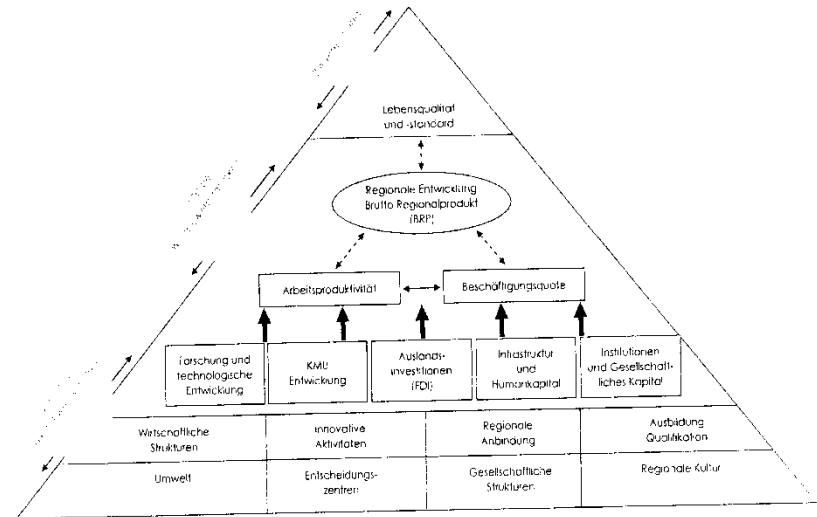 Lebensqualität
und -standard
Regionale Entwicklung
Brutto Regionalprodukt
(BRP)
Arbeitsproduktivität
Beschäftigungsquote
Forschung und
technologische
Entwicklung
KMU
Entwicklung
Auslands-
investitionen
(FDI)
Infrastruktur
und
Humankapital
Institutionen
und Gesellschaft-
liches Kapital
Wirtschaftliche
Strukturen
Innovative
Aktivitäten
Regionale
Anbindung
Ausbildung
Qualifikation
Umwelt
Entscheidungs-
zentren
Gesellschaftliche
Strukturen
Regionale Kultur